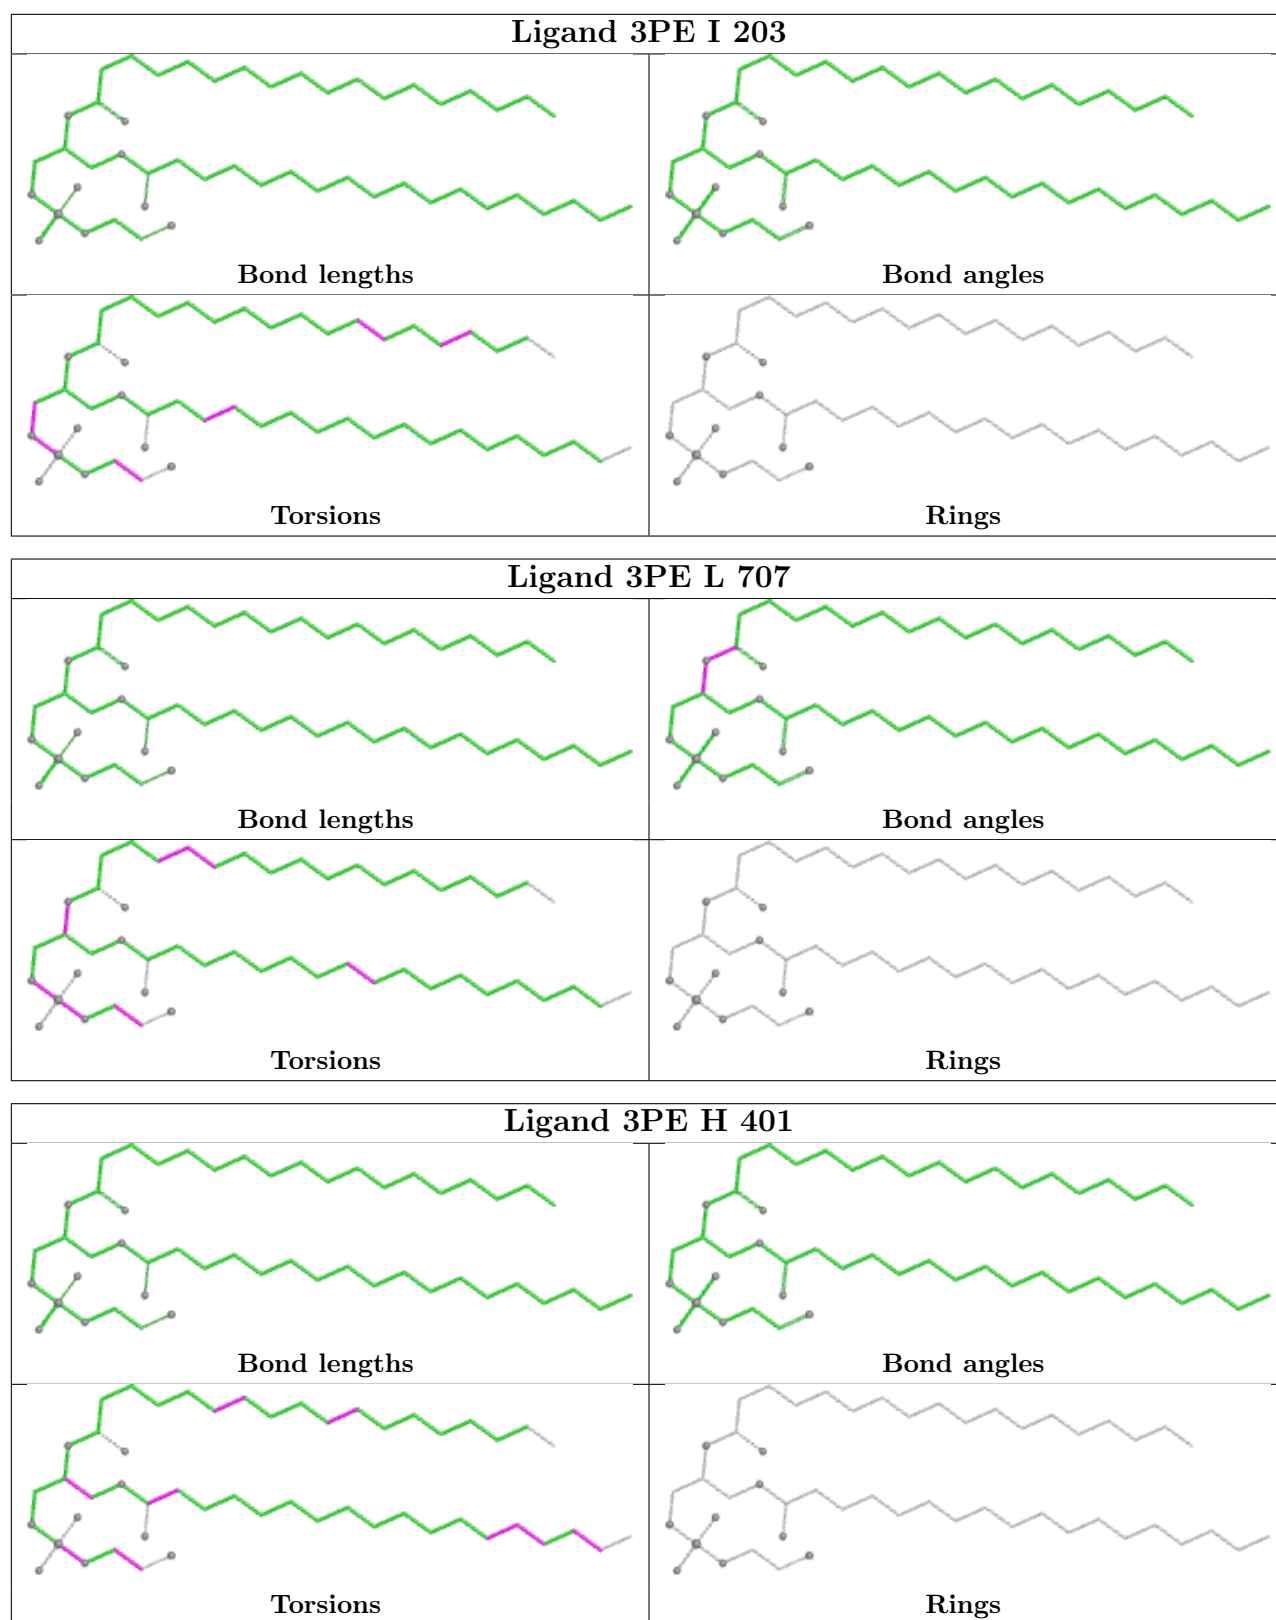 Ligand 3PE I 203
Bond lengths
Bond angles
Torsions
Rings
Ligand 3PE L 707
Bond lengths
Bond angles
Torsions
Rings
Ligand 3PE H 401
Bond lengths
Bond angles
Torsions
Rings